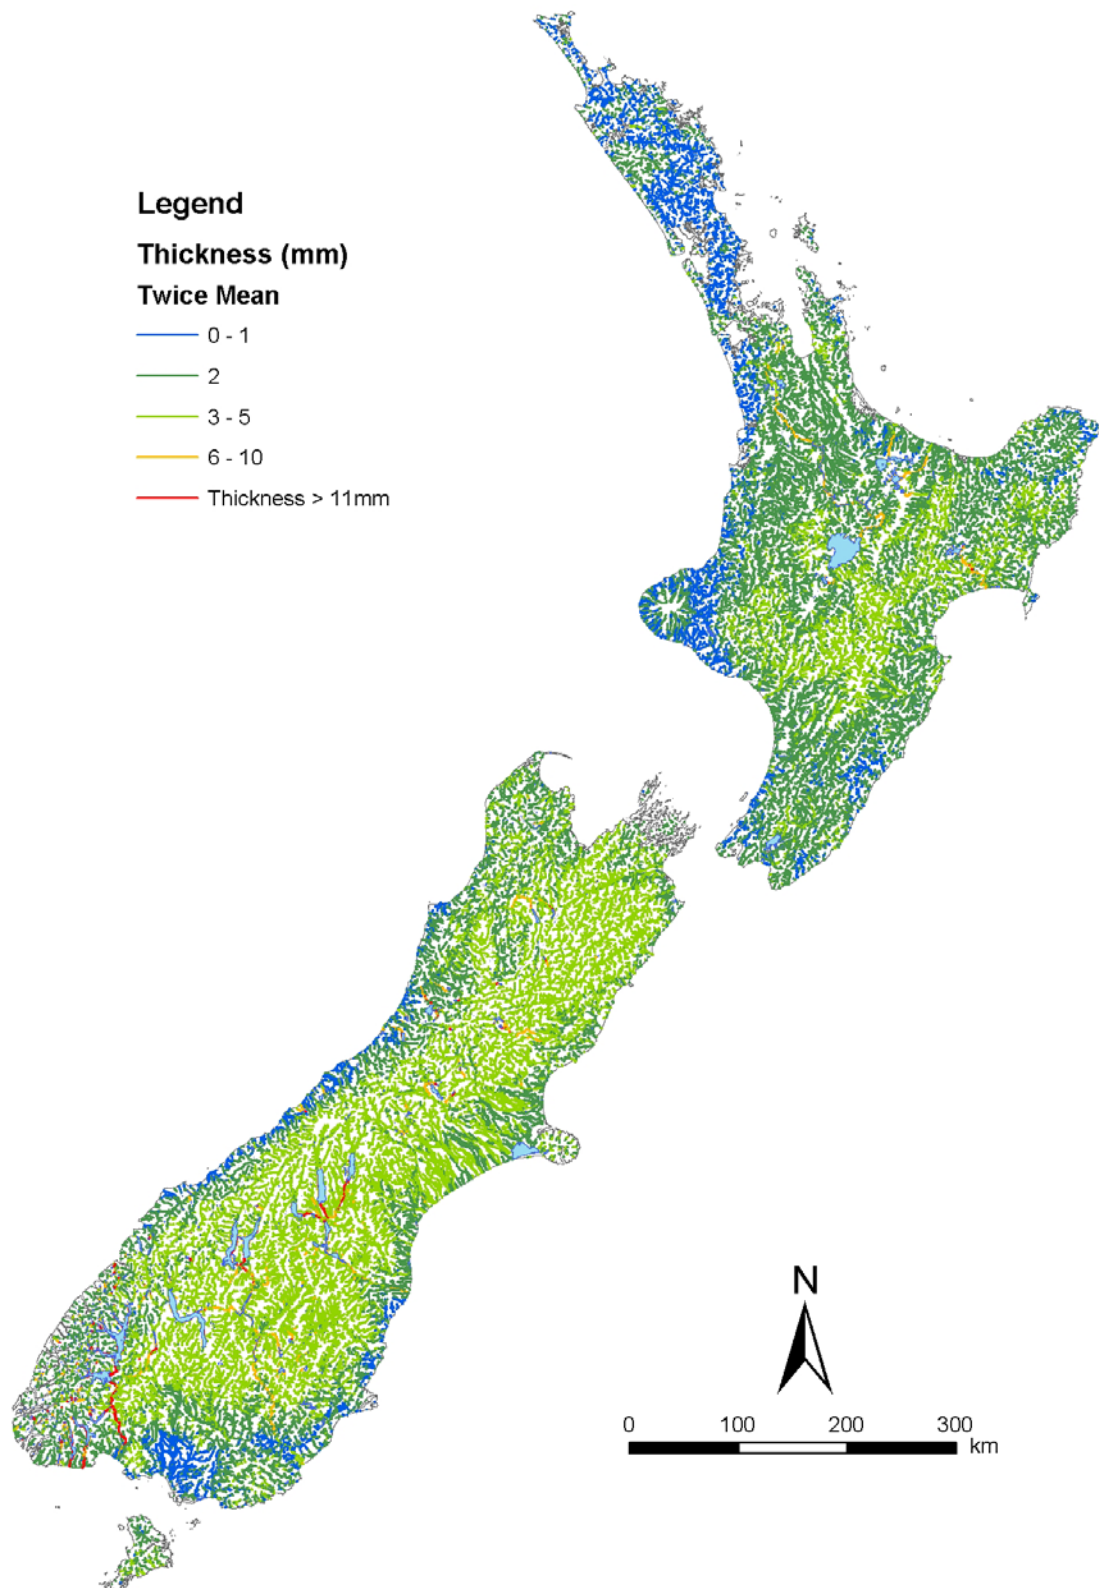 Legend
Thickness (mm)
Twice Mean
0 - 1
2
3 - 5
6 - 10
Thickness > 11mm
N
0 100 200 300
km